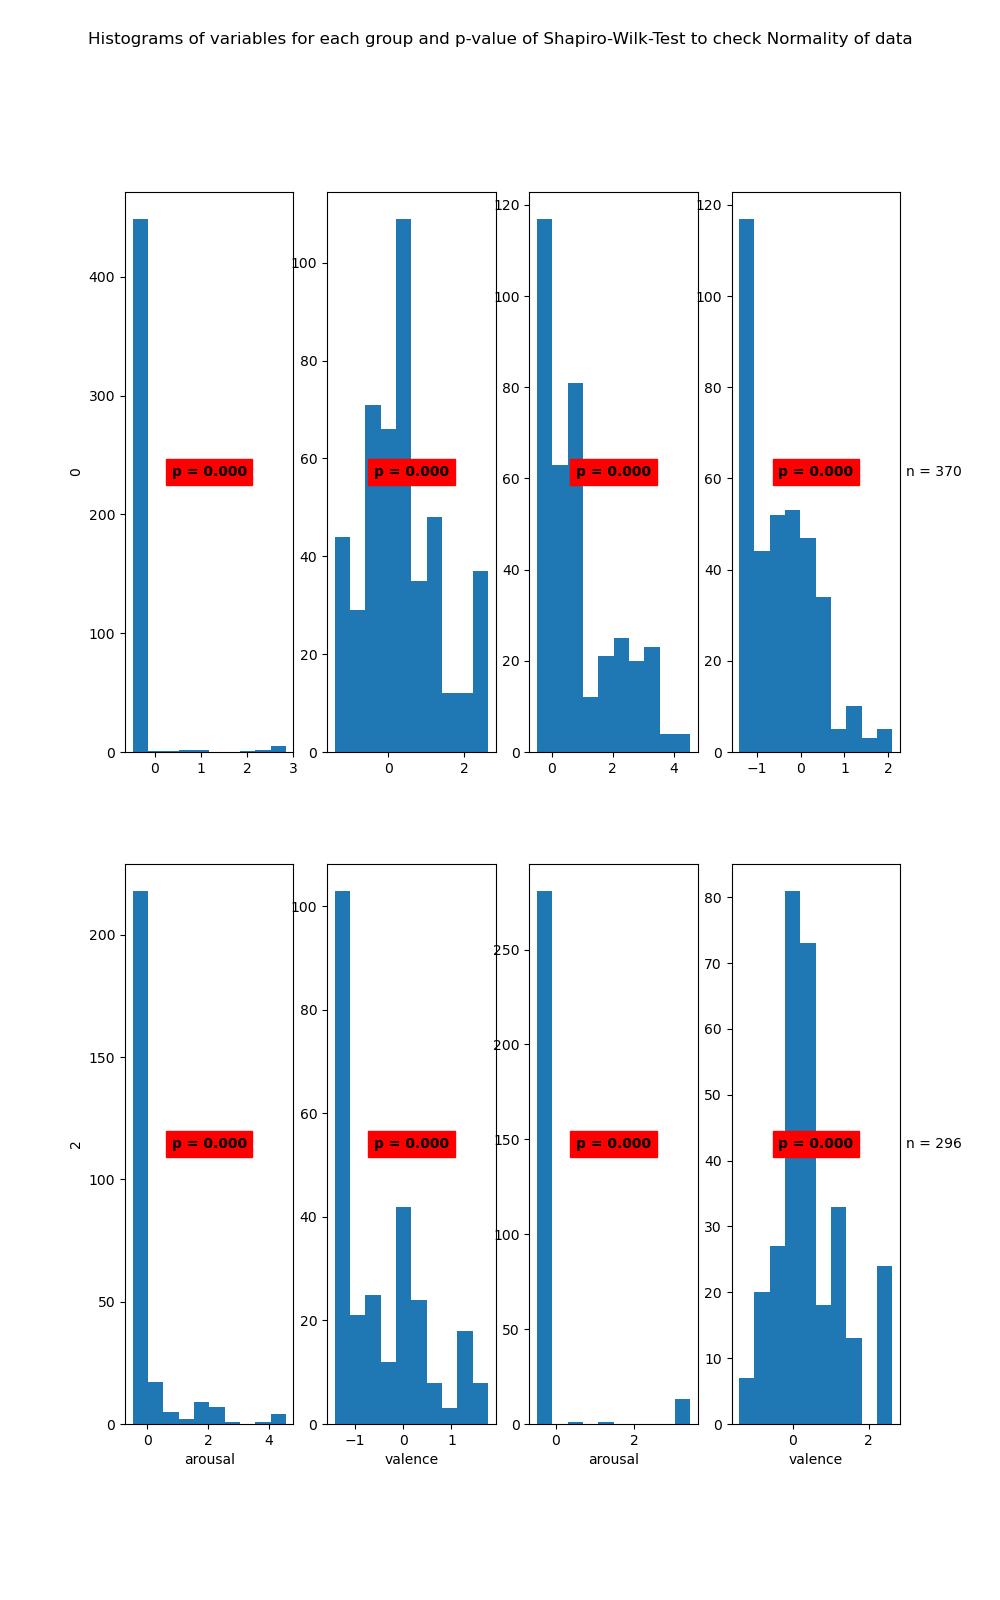 Histograms of variables for each group and p-value of Shapiro-Wilk-Test to check Normality of data
400
300
200
100
0
0
p = 0.000
0 1 2 3
100
80
60
40
20
0
p = 0.000
0 2
120
100
80
60
40
20
0
p = 0.000
0 2 4
120
100
80
60
40
20
0
p = 0.000
−1 0 1 2
n = 370
200
150
100
50
0
2
p = 0.000
0 2 4
arousal
100
80
60
40
20
0
p = 0.000
−1 0 1
valence
250
200
150
100
50
0
p = 0.000
0 2
arousal
80
70
60
50
40
30
20
10
0
p = 0.000
0 2
valence
n = 296